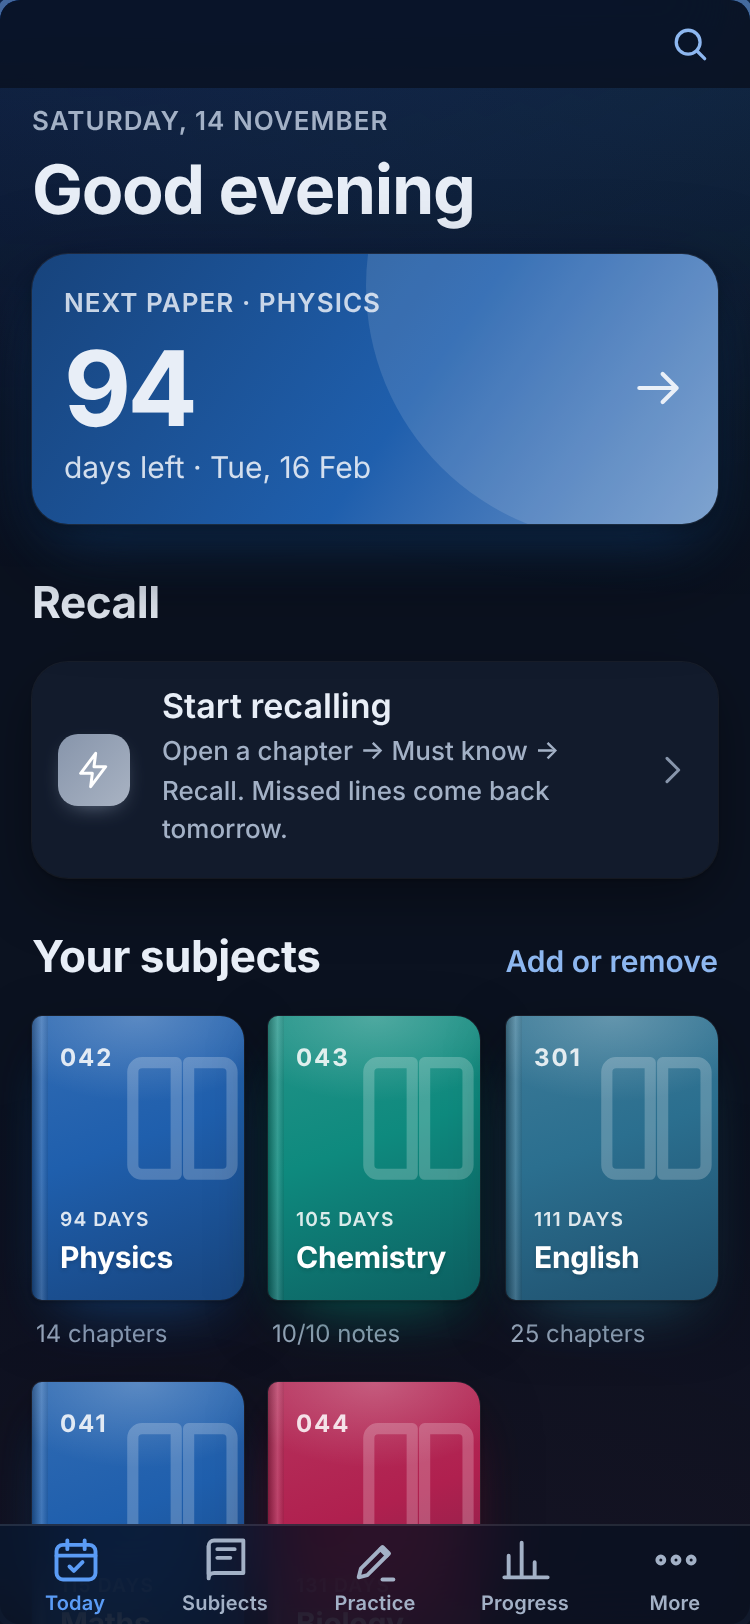 SATURDAY, 14 NOVEMBER
Good evening
NEXT PAPER · PHYSICS
94
days left · Tue, 16 Feb
Recall
Start recalling
Open a chapter → Must know →
Recall. Missed lines come back
tomorrow.
Your subjects
Add or remove
042
94 DAYS
Physics
14 chapters
043
105 DAYS
Chemistry
10/10 notes
301
111 DAYS
English
25 chapters
041
Maths
044
Biology
Today
Subjects
Practice
Progress
More